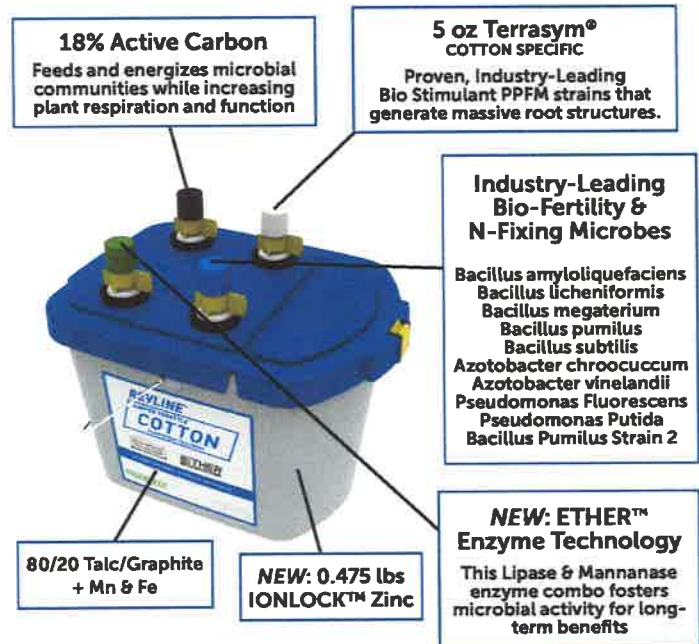 18% Active Carbon
Feeds and energizes microbial
communities while increasing
plant respiration and function
5 oz Terrasym®
COTTON SPECIFIC
Proven, Industry-Leading
Bio Stimulant PPFM strains that
generate massive root structures.
Industry-Leading
Bio-Fertility &
N-Fixing Microbes
Bacillus amyloliquefaciens
Bacillus licheniformis
Bacillus megaterium
Bacillus pumilus
Bacillus subtilis
Azotobacter chroocuccum
Azotobacter vinelandii
Pseudomonas Fluorescens
Pseudomonas Putida
Bacillus Pumilus Strain 2
COTTON
ETHER
80/20 Talc/Graphite
+ Mn & Fe
NEW: 0.475 lbs
IONLOCK™ Zinc
NEW: ETHER™
Enzyme Technology
This Lipase & Mannanase
enzyme combo fosters
microbial activity for long-
term benefits